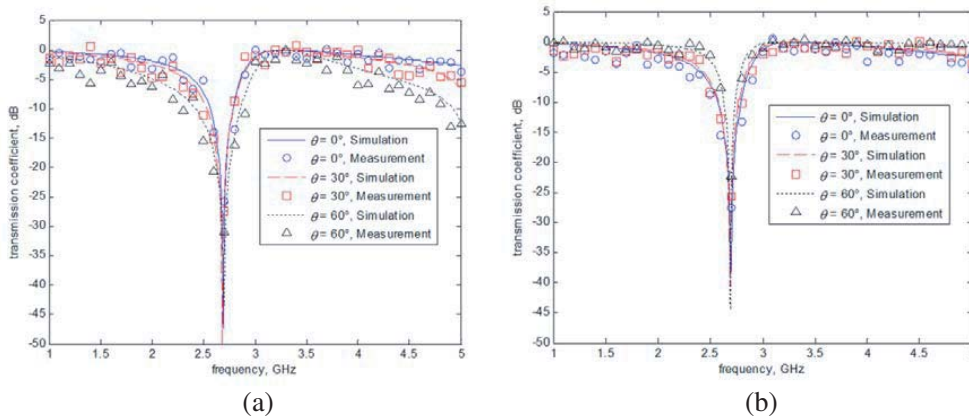 5
0
-5
-10
-15
-20
-25
-30
-35
-40
-45
-50
transmission coefficient, dB
θ = 0°, Simulation
θ = 0°, Measurement
θ = 30°, Simulation
θ = 30°, Measurement
θ = 60°, Simulation
θ = 60°, Measurement
1 1.5 2 2.5 3 3.5 4 4.5 5
frequency, GHz
(a)
5
0
-5
-10
-15
-20
-25
-30
-35
-40
-45
-50
transmission coefficient, dB
θ = 0°, Simulation
θ = 0°, Measurement
θ = 30°, Simulation
θ = 30°, Measurement
θ = 60°, Simulation
θ = 60°, Measurement
1 1.5 2 2.5 3 3.5 4 4.5
frequency, GHz
(b)